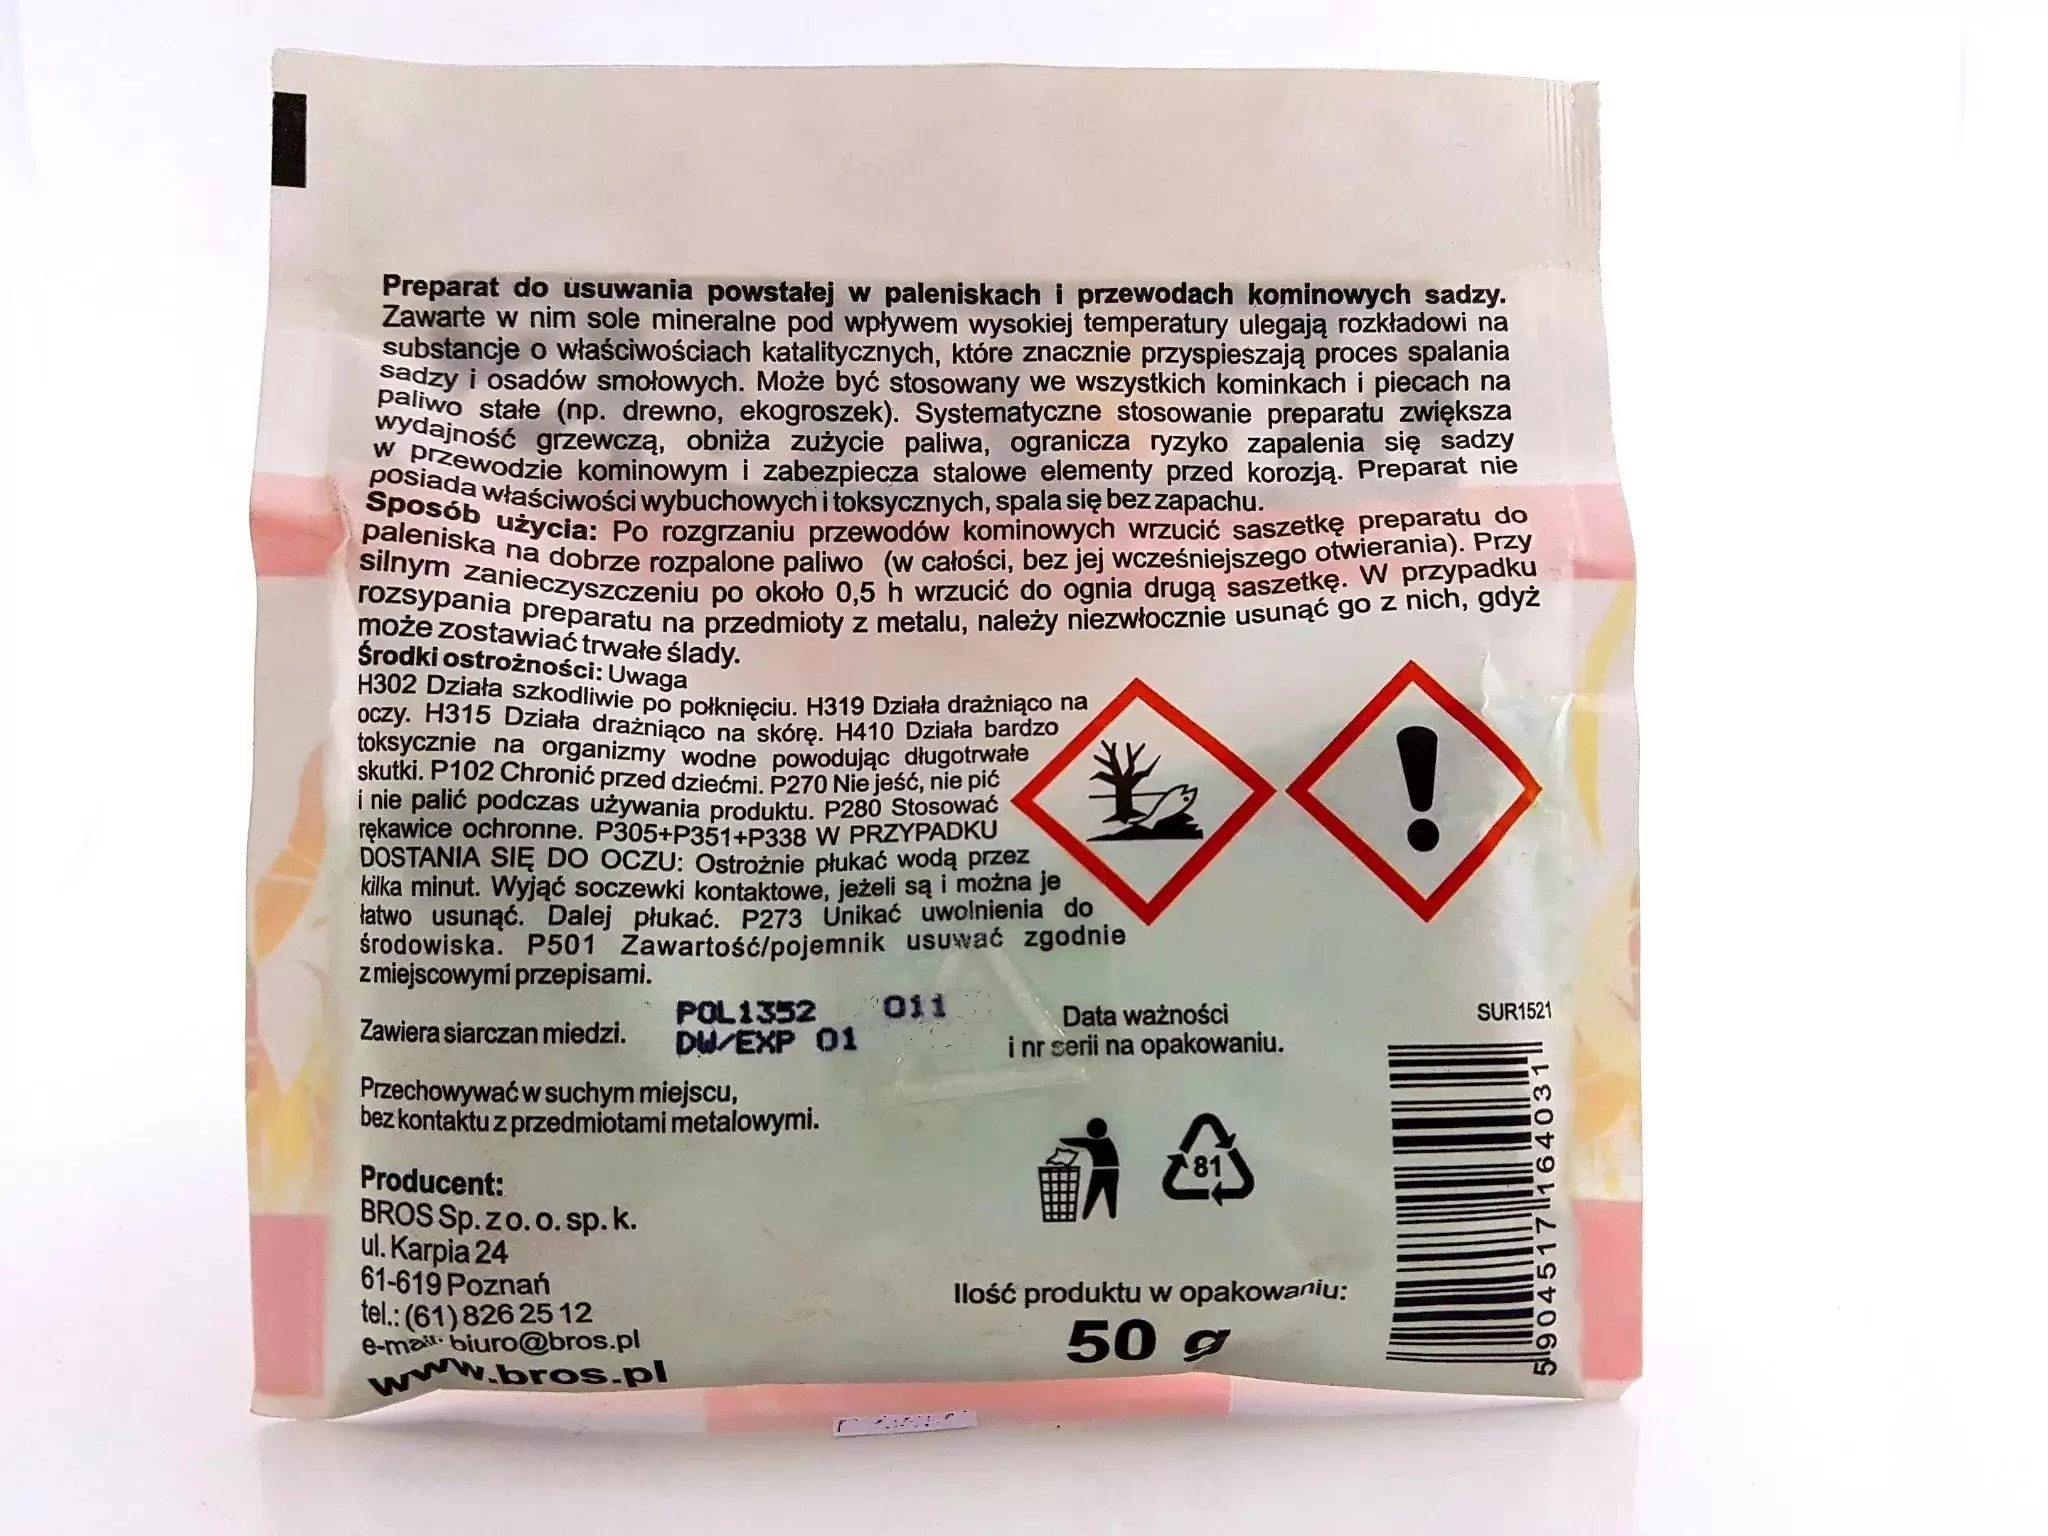 Preparat do usuwania powstałej w paleniskach i przewodach kominowych sadzy.
Zawarte w nim sole mineralne pod wpływem wysokiej temperatury ulegają rozkładowi na
substancje o właściwościach katalitycznych, które znacznie przyspieszają proces spalania
sadzy i osadów smołowych. Może być stosowany we wszystkich kominkach i piecach na
paliwo stałe (np. drewno, ekogroszek). Systematyczne stosowanie preparatu zwiększa
wydajność grzewczą, obniża zużycie paliwa, ogranicza ryzyko zapalenia się sadzy
w przewodzie kominowym i zabezpiecza stalowe elementy przed korozją. Preparat nie
posiada właściwości wybuchowych i toksycznych, spala się bez zapachu.
Sposób użycia: Po rozgrzaniu przewodów kominowych wrzucić saszetkę preparatu do
paleniska na dobrze rozpalone paliwo (w całości, bez jej wcześniejszego otwierania). Przy
silnym zanieczyszczeniu po około 0,5 h wrzucić do ognia drugą saszetkę. W przypadku
rozsypania preparatu na przedmioty z metalu, należy niezwłocznie usunąć go z nich, gdyż
może zostawiać trwałe ślady.
Środki ostrożności: Uwaga
H302 Działa szkodliwie po połknięciu. H319 Działa drażniąco na
oczy. H315 Działa drażniąco na skórę. H410 Działa bardzo
toksycznie na organizmy wodne powodując długotrwałe
skutki. P102 Chronić przed dziećmi. P270 Nie jeść, nie pić
i nie palić podczas używania produktu. P280 Stosować
rękawice ochronne. P305+P351+P338 W PRZYPADKU
DOSTANIA SIĘ DO OCZU: Ostrożnie płukać wodą przez
kilka minut. Wyjąć soczewki kontaktowe, jeżeli są i można je
łatwo usunąć. Dalej płukać. P273 Unikać uwolnienia do
środowiska. P501 Zawartość/pojemnik usuwać zgodnie
z miejscowymi przepisami.
Zawiera siarczan miedzi.
POL1352 011
DW/EXP 01
Data ważności
i nr serii na opakowaniu.
SUR1521
Przechowywać w suchym miejscu,
bez kontaktu z przedmiotami metalowymi.
81
Producent:
BROS Sp. z o. o. sp. k.
ul. Karpia 24
61-619 Poznań
tel.: (61) 826 25 12
e-mail: biuro@bros.pl
www.bros.pl
Ilość produktu w opakowaniu:
50 g
5904517164031